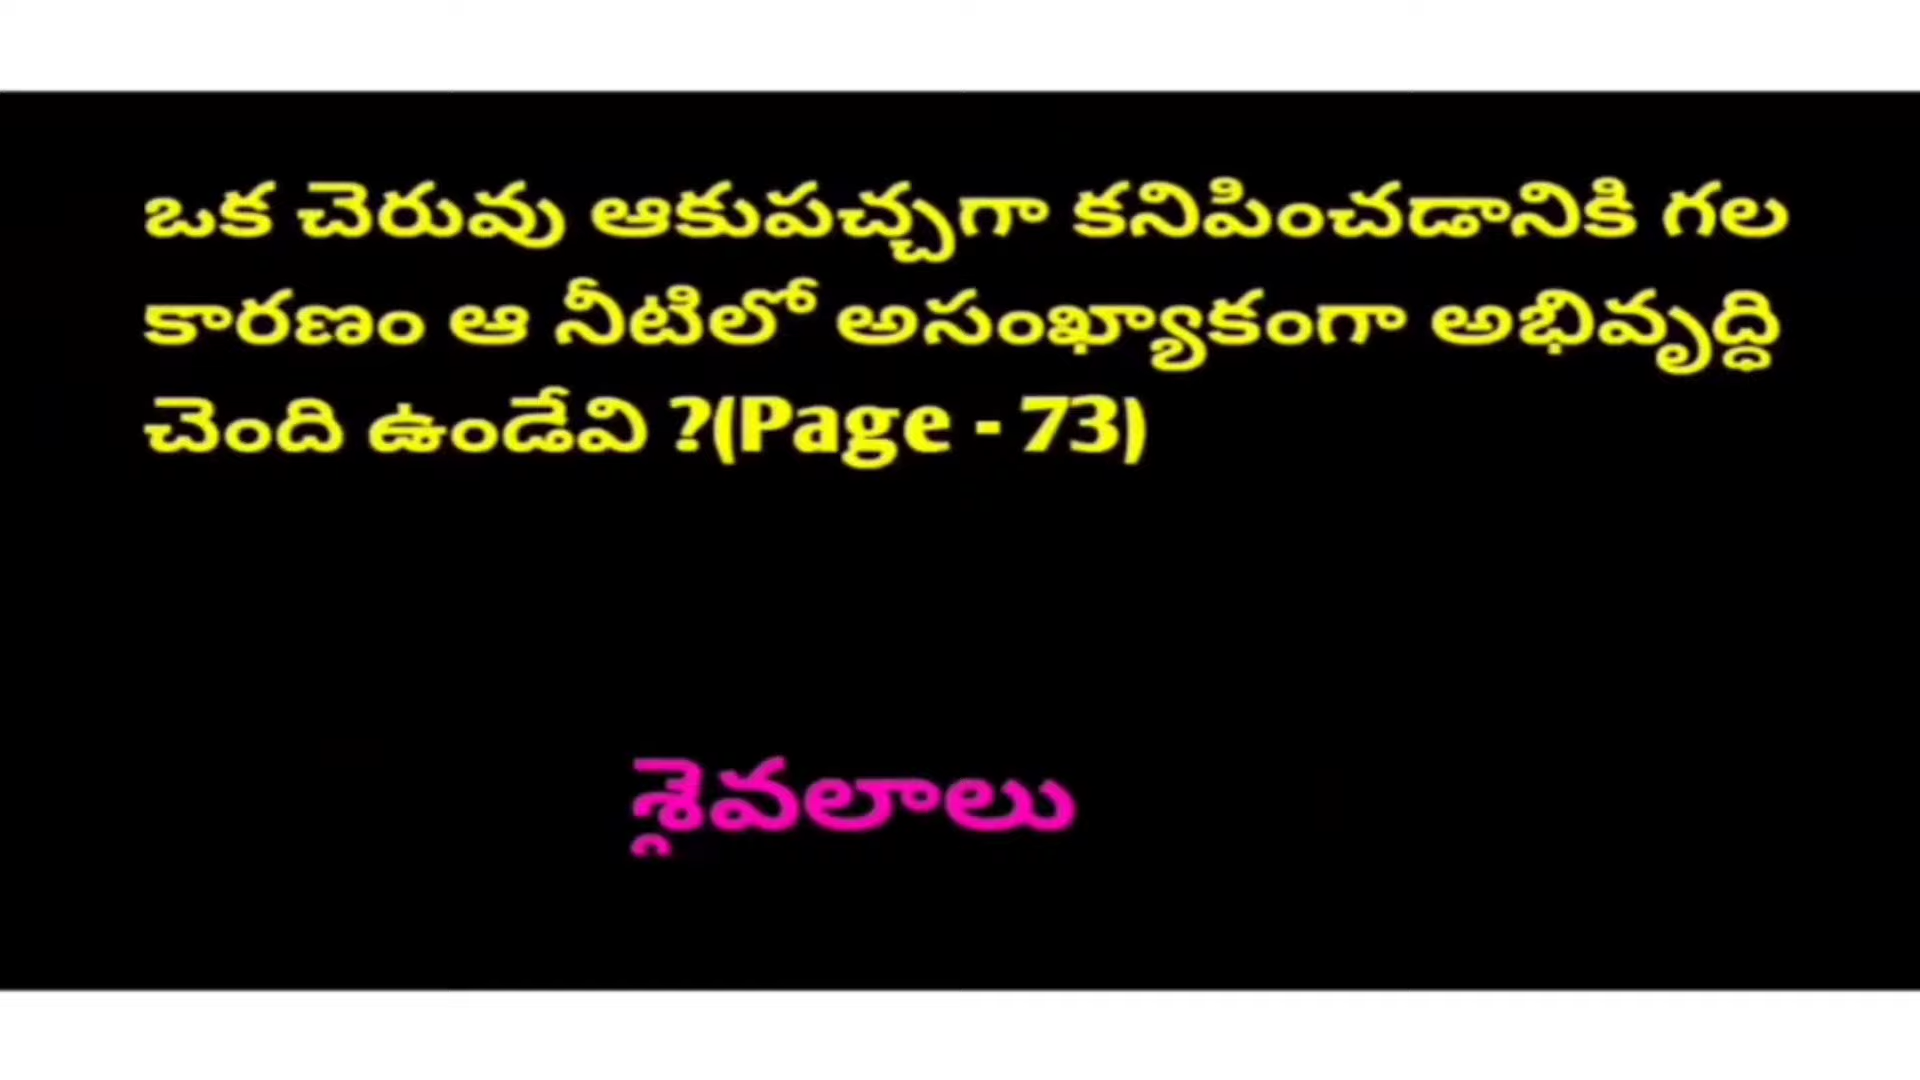 ఒక చెరువు ఆకుపచ్చగా కనిపించడానికి గల
కారణం ఆ నీటిలో అసంఖ్యాకంగా అభివృద్ధి
చెంది ఉండేవి ?(Page - 73)
శైవలాలు